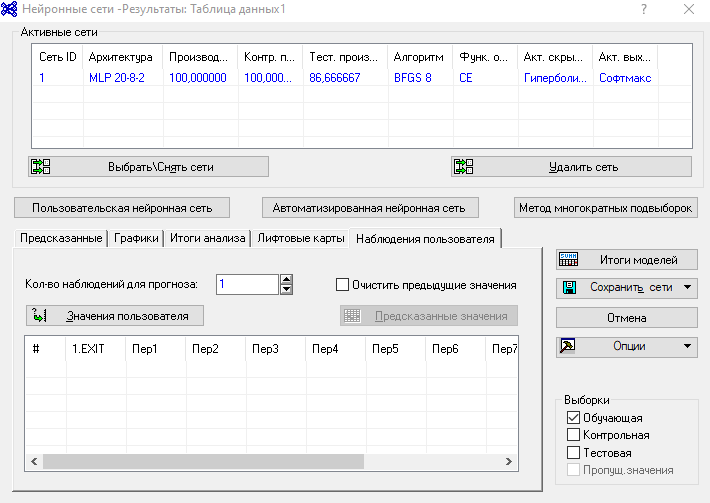 Нейронные сети -Результаты: Таблица данных1
Активные сети
Сеть ID Архитектура Производ... Контр. п... Тест. произ... Алгоритм Функ. о... Акт. скры... Акт. вых...
1 MLP 20-8-2 100,000000 100,000... 86,666667 BFGS 8 CE Гиперболи... Софтмакс
Выбрать\Снять сети Удалить сеть
Пользовательская нейронная сеть Автоматизированная нейронная сеть Метод многократных подвыборок
Предсказанные Графики Итоги анализа Лифтовые карты Наблюдения пользователя
Итоги моделей
Кол-во наблюдений для прогноза: 1 Очистить предыдущие значения
Сохранить сети
Значения пользователя Предсказанные значения
Отмена
Опции
# 1.EXIT Пер1 Пер2 Пер3 Пер4 Пер5 Пер6 Пер7
Выборки
Обучающая
Контрольная
Тестовая
Пропущ.значения